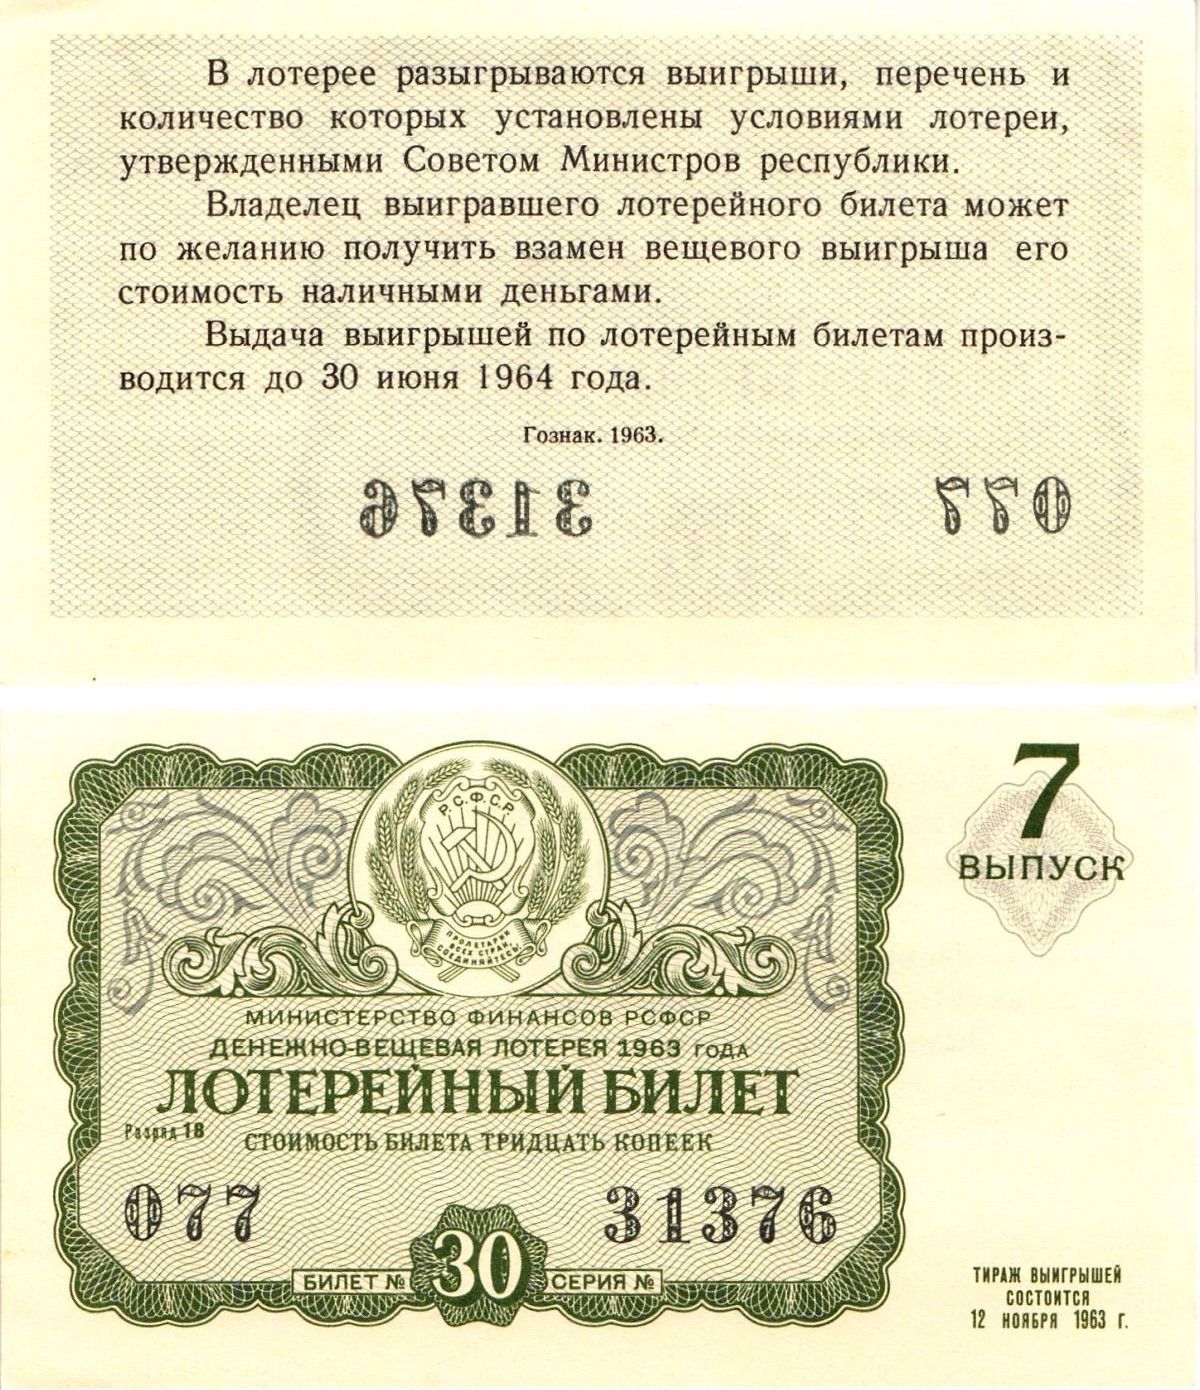 В лотерее разыгрываются выигрыши, перечень и
количество которых установлены условиями лотереи,
утвержденными Советом Министров республики.
Владелец выигравшего лотерейного билета может
по желанию получить взамен вещевого выигрыша его
стоимость наличными деньгами.
Выдача выигрышей по лотерейным билетам произ-
водится до 30 июня 1964 года.
Гознак. 1963.
31376 077
7
ВЫПУСК
Р.С.Ф.С.Р.
ПРОЛЕТАРИИ
ВСЕХ СТРАН,
СОЕДИНЯЙТЕСЬ!
МИНИСТЕРСТВО ФИНАНСОВ РСФСР
ДЕНЕЖНО-ВЕЩЕВАЯ ЛОТЕРЕЯ 1963 ГОДА
ЛОТЕРЕЙНЫЙ БИЛЕТ
Разряд 18
СТОИМОСТЬ БИЛЕТА ТРИДЦАТЬ КОПЕЕК
077 31376
БИЛЕТ № 30 СЕРИЯ №
ТИРАЖ ВЫИГРЫШЕЙ
СОСТОИТСЯ
12 НОЯБРЯ 1963 г.